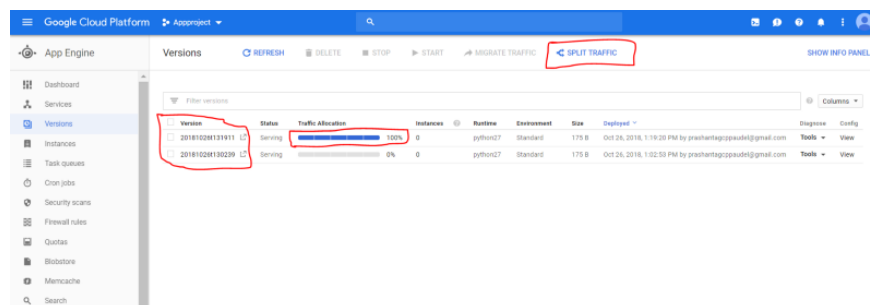 Google Cloud Platform Appproject
App Engine Versions REFRESH DELETE STOP START MIGRATE TRAFFIC SPLIT TRAFFIC SHOW INFO PANEL
Dashboard
Services
Filter versions Columns
Versions
Version Status Traffic Allocation Instances Runtime Environment Size Deployed Diagnose Config
Instances
20181026t131911 Serving 100% 0 python27 Standard 175 B Oct 26, 2018, 1:19:20 PM by prashantagcppaudel@gmail.com Tools View
20181026t130239 Serving 0% 0 python27 Standard 175 B Oct 26, 2018, 1:02:53 PM by prashantagcppaudel@gmail.com Tools View
Task queues
Cron jobs
Security scans
Firewall rules
Quotas
Blobstore
Memcache
Search